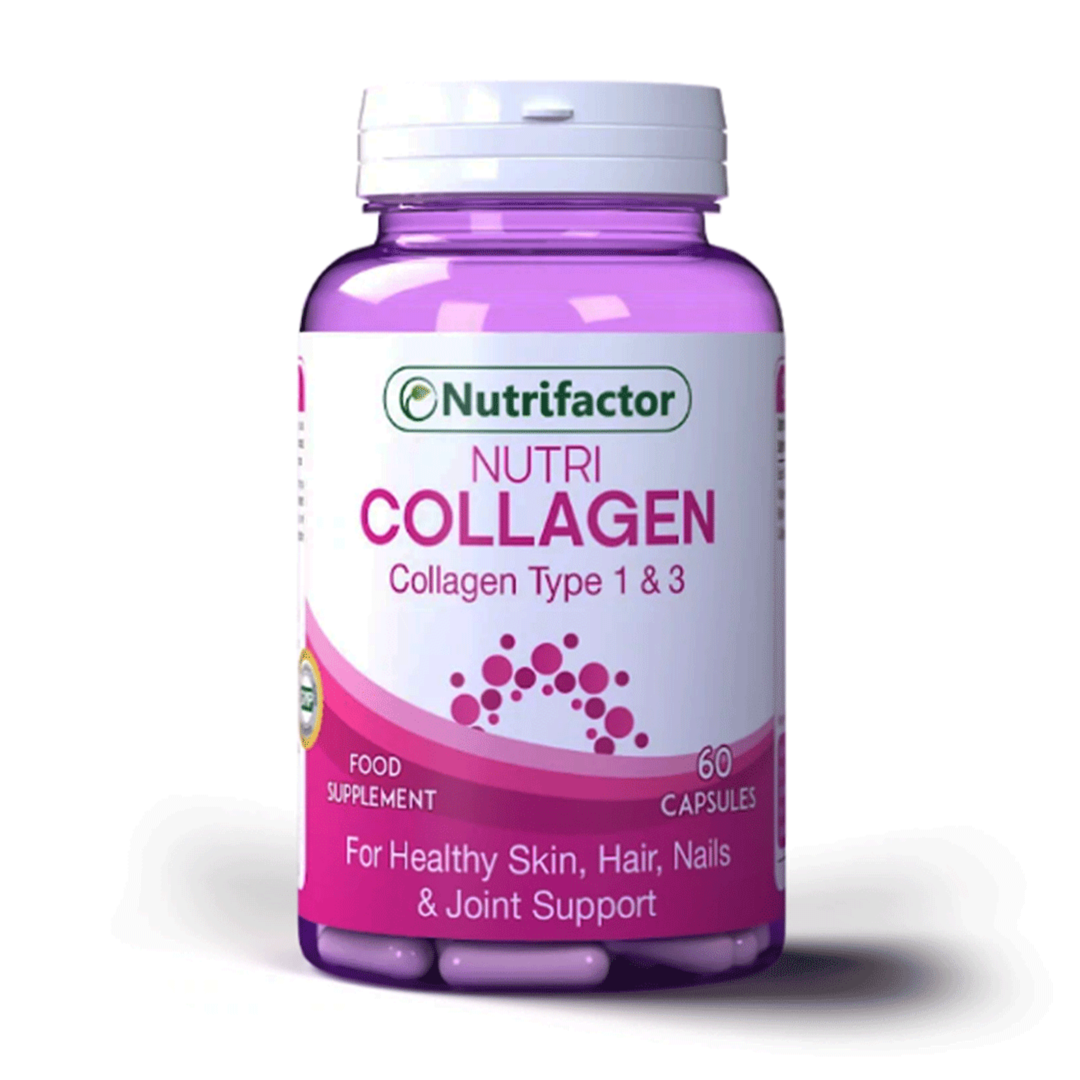 Nutrifactor
NUTRI
COLLAGEN
Collagen Type 1 & 3
FOOD
SUPPLEMENT
60
CAPSULES
For Healthy Skin, Hair, Nails
& Joint Support